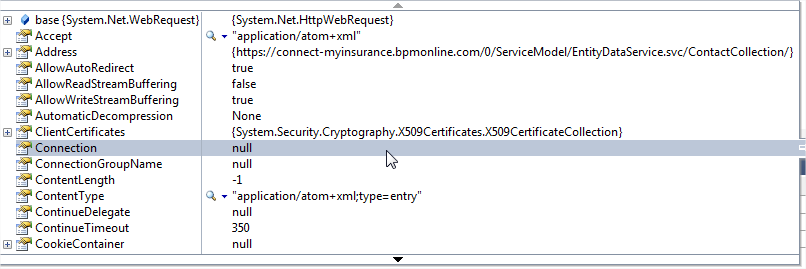 base {System.Net.WebRequest} {System.Net.HttpWebRequest}
Accept "application/atom+xml"
Address {https://connect-myinsurance.bpmonline.com/0/ServiceModel/EntityDataService.svc/ContactCollection/}
AllowAutoRedirect true
AllowReadStreamBuffering false
AllowWriteStreamBuffering true
AutomaticDecompression None
ClientCertificates {System.Security.Cryptography.X509Certificates.X509CertificateCollection}
Connection null
ConnectionGroupName null
ContentLength -1
ContentType "application/atom+xml;type=entry"
ContinueDelegate null
ContinueTimeout 350
CookieContainer null